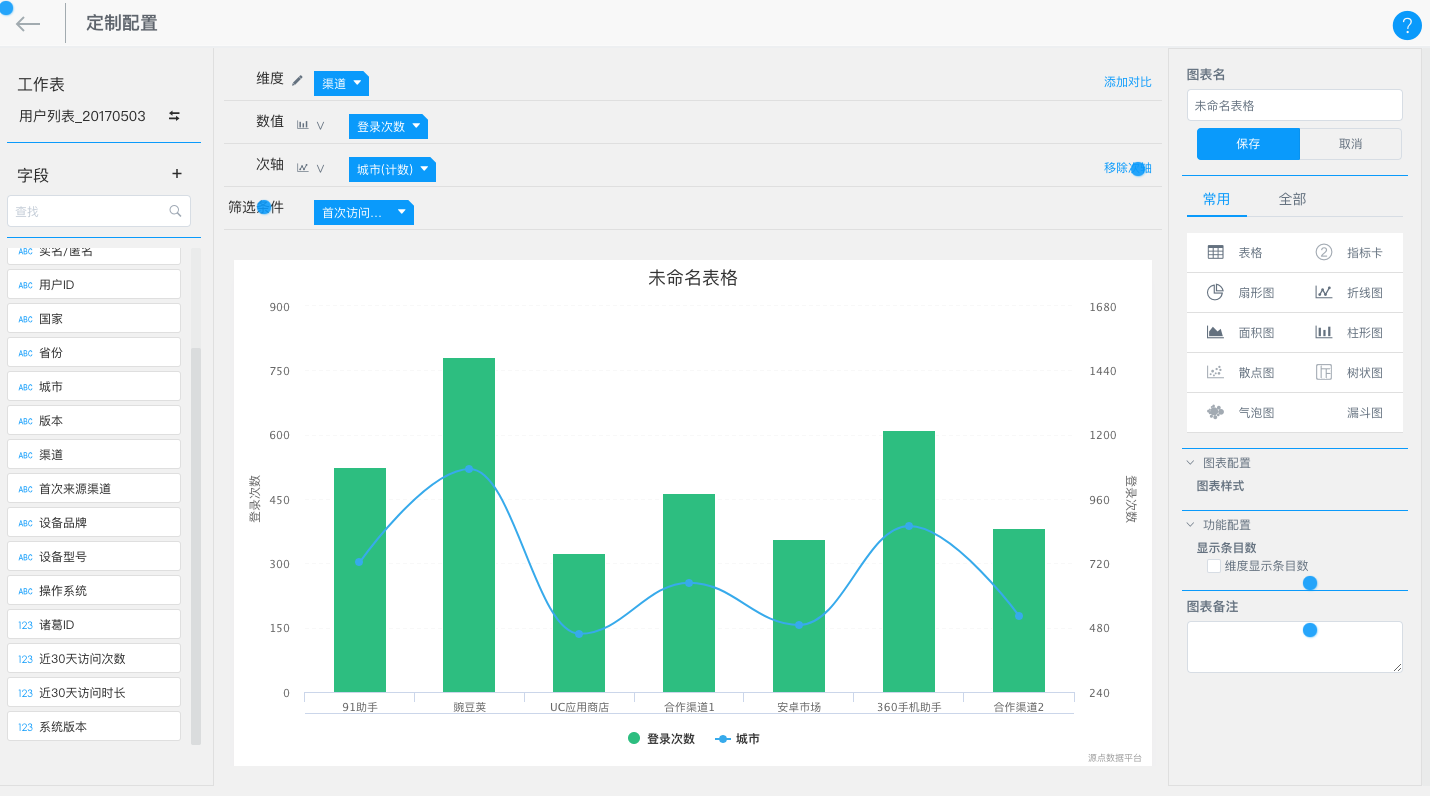 定制配置
?
工作表
用户列表_20170503
字段
+
查找
ABC 实名/匿名
ABC 用户ID
ABC 国家
ABC 省份
ABC 城市
ABC 版本
ABC 渠道
ABC 首次来源渠道
ABC 设备品牌
ABC 设备型号
ABC 操作系统
123 诸葛ID
123 近30天访问次数
123 近30天访问时长
123 系统版本
维度 渠道 添加对比
数值 登录次数
次轴 城市(计数) 移除次轴
筛选条件 首次访问...
未命名表格
900 1680
750 1440
600 1200
450 960
300 720
150 480
0 240
登录次数
登录次数
91助手 豌豆荚 UC应用商店 合作渠道1 安卓市场 360手机助手 合作渠道2
登录次数 城市
源点数据平台
图表名
未命名表格
保存 取消
常用 全部
表格 2 指标卡
扇形图 折线图
面积图 柱形图
散点图 树状图
气泡图 漏斗图
图表配置
图表样式
功能配置
显示条目数
维度显示条目数
图表备注